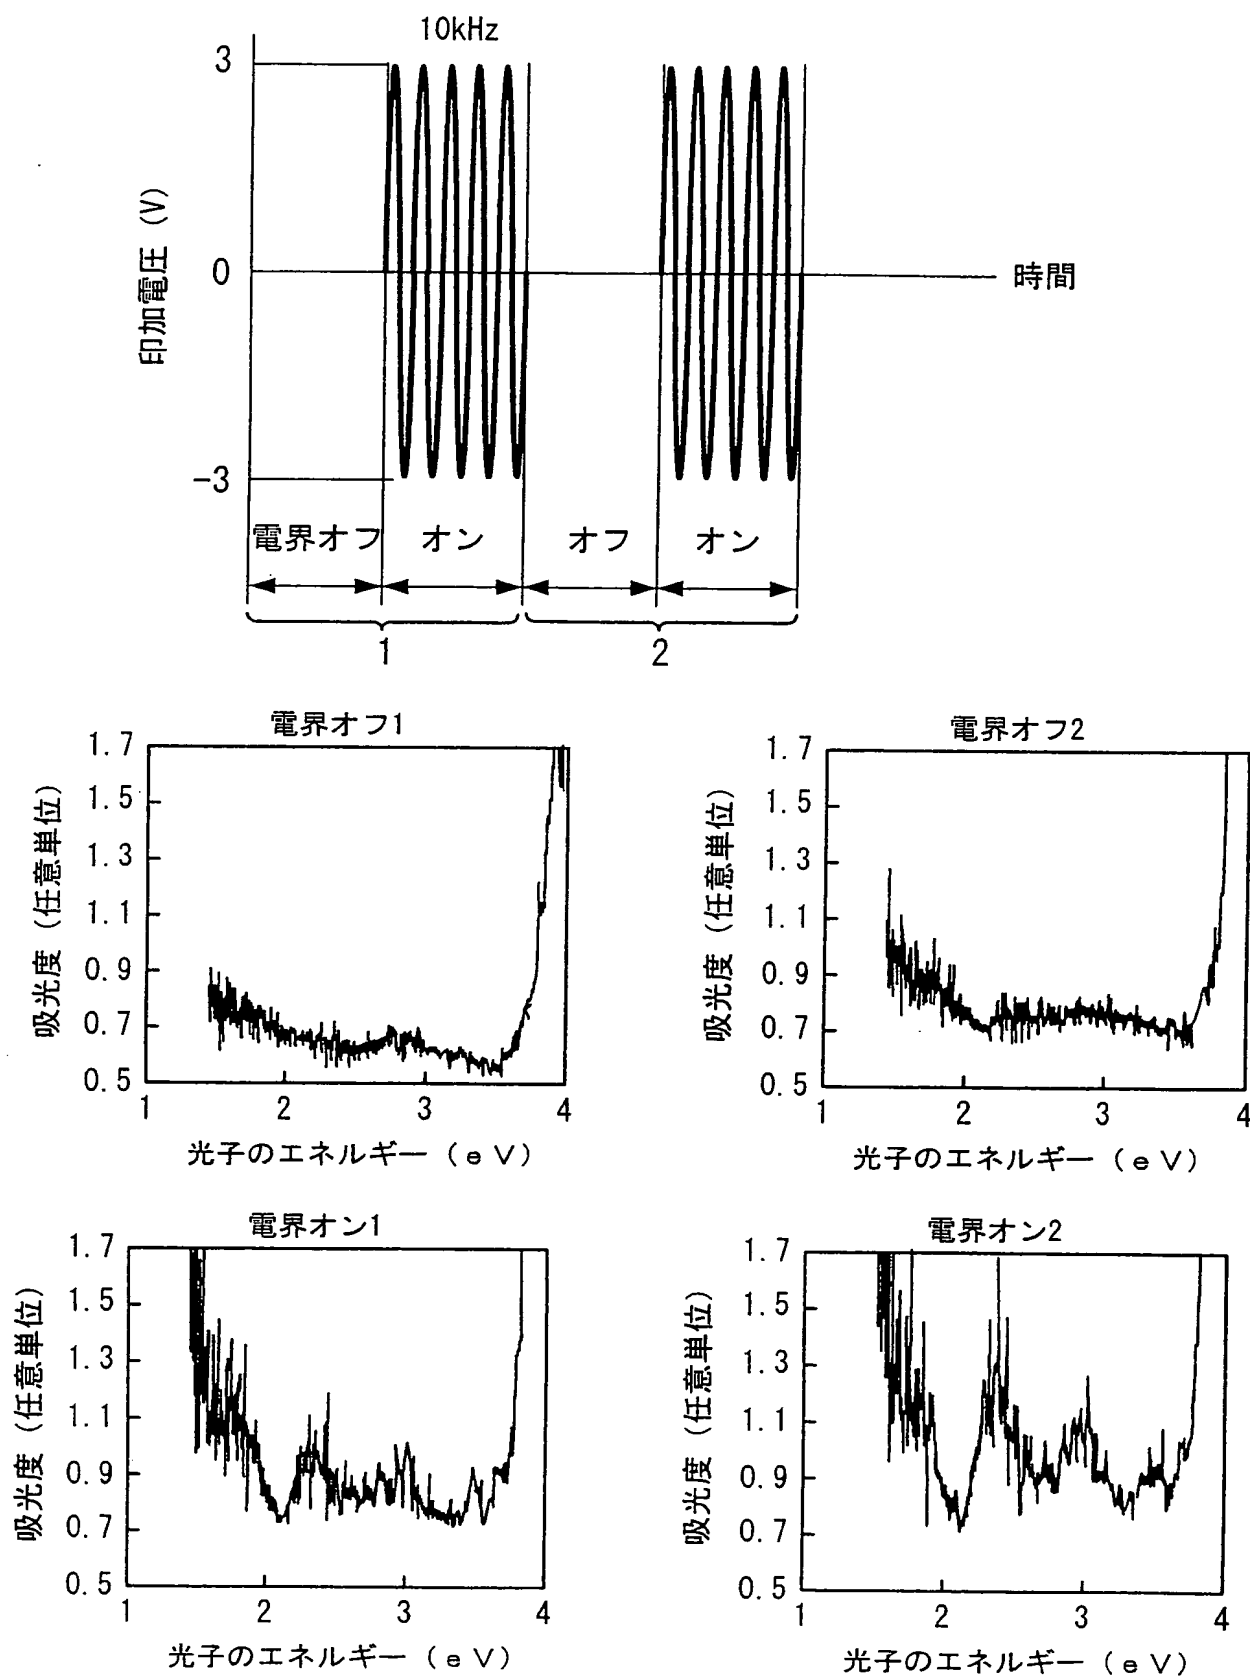 10kHz
3
0
-3
印加電圧 (V)
時間
電界オフ
オン
オフ
オン
1
2
電界オフ1
1.7
1.5
1.3
1.1
0.9
0.7
0.5
吸光度 (任意単位)
1
2
3
4
光子のエネルギー (eV)
電界オフ2
1.7
1.5
1.3
1.1
0.9
0.7
0.5
吸光度 (任意単位)
1
2
3
4
光子のエネルギー (eV)
電界オン1
1.7
1.5
1.3
1.1
0.9
0.7
0.5
吸光度 (任意単位)
1
2
3
4
光子のエネルギー (eV)
電界オン2
1.7
1.5
1.3
1.1
0.9
0.7
0.5
吸光度 (任意単位)
1
2
3
4
光子のエネルギー (eV)